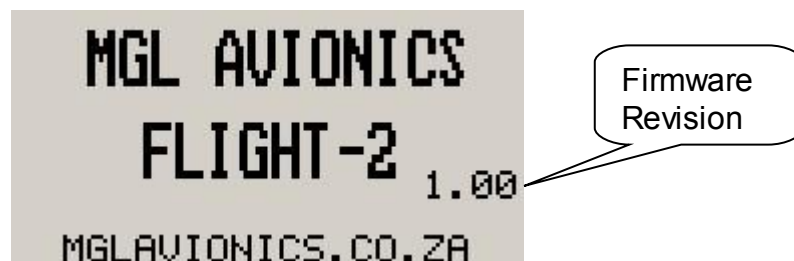 MGL AVIONICS
FLIGHT-2
1.00
MGLAVIONICS.CO.ZA
Firmware
Revision